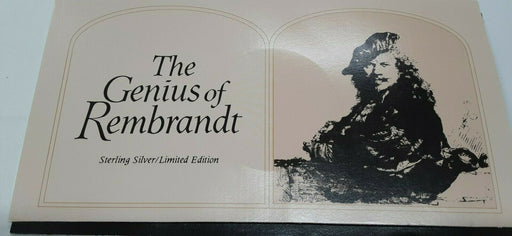 The
Genius of
Rembrandt
Sterling Silver/Limited Edition